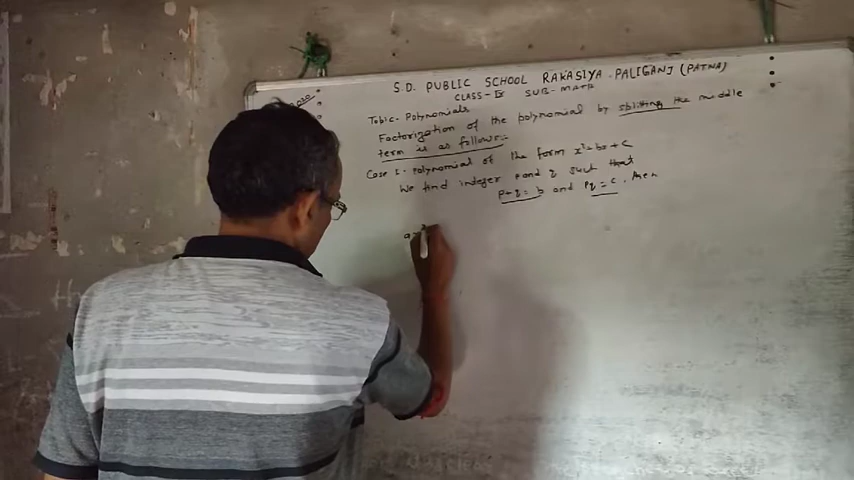 S.D. PUBLIC SCHOOL RAKASIYA PALIGANJ (PATNA)
CLASS-IX SUB-MATH
Topic- Polynomials
Factorization of the polynomial by splitting the middle
term is as follows:-
Case I- polynomial of the form x²+bx+c
We find integer p and q such that
p+q=b and pq=c. then
ax²